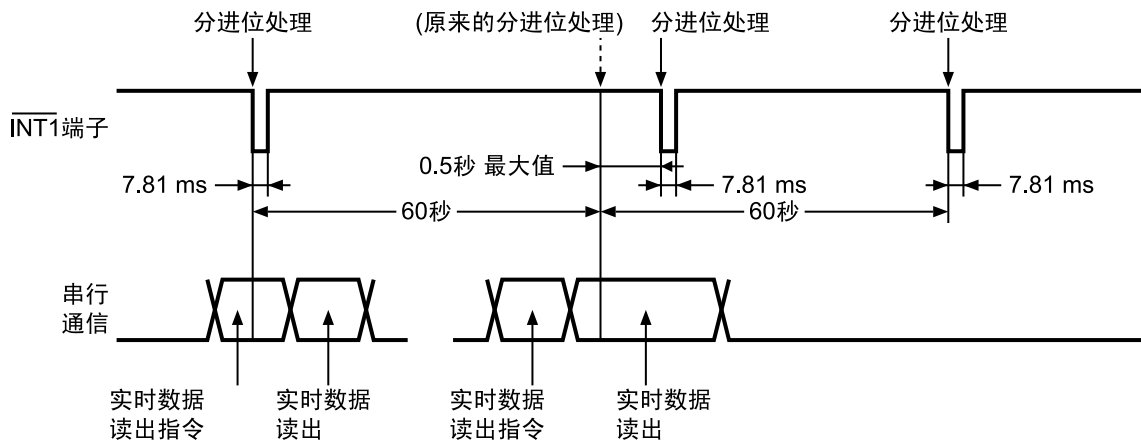 分进位处理
(原来的分进位处理)
分进位处理
分进位处理
INT1端子
0.5秒 最大值
7.81 ms
7.81 ms
7.81 ms
60秒
60秒
串行
通信
实时数据
读出指令
实时数据
读出
实时数据
读出指令
实时数据
读出